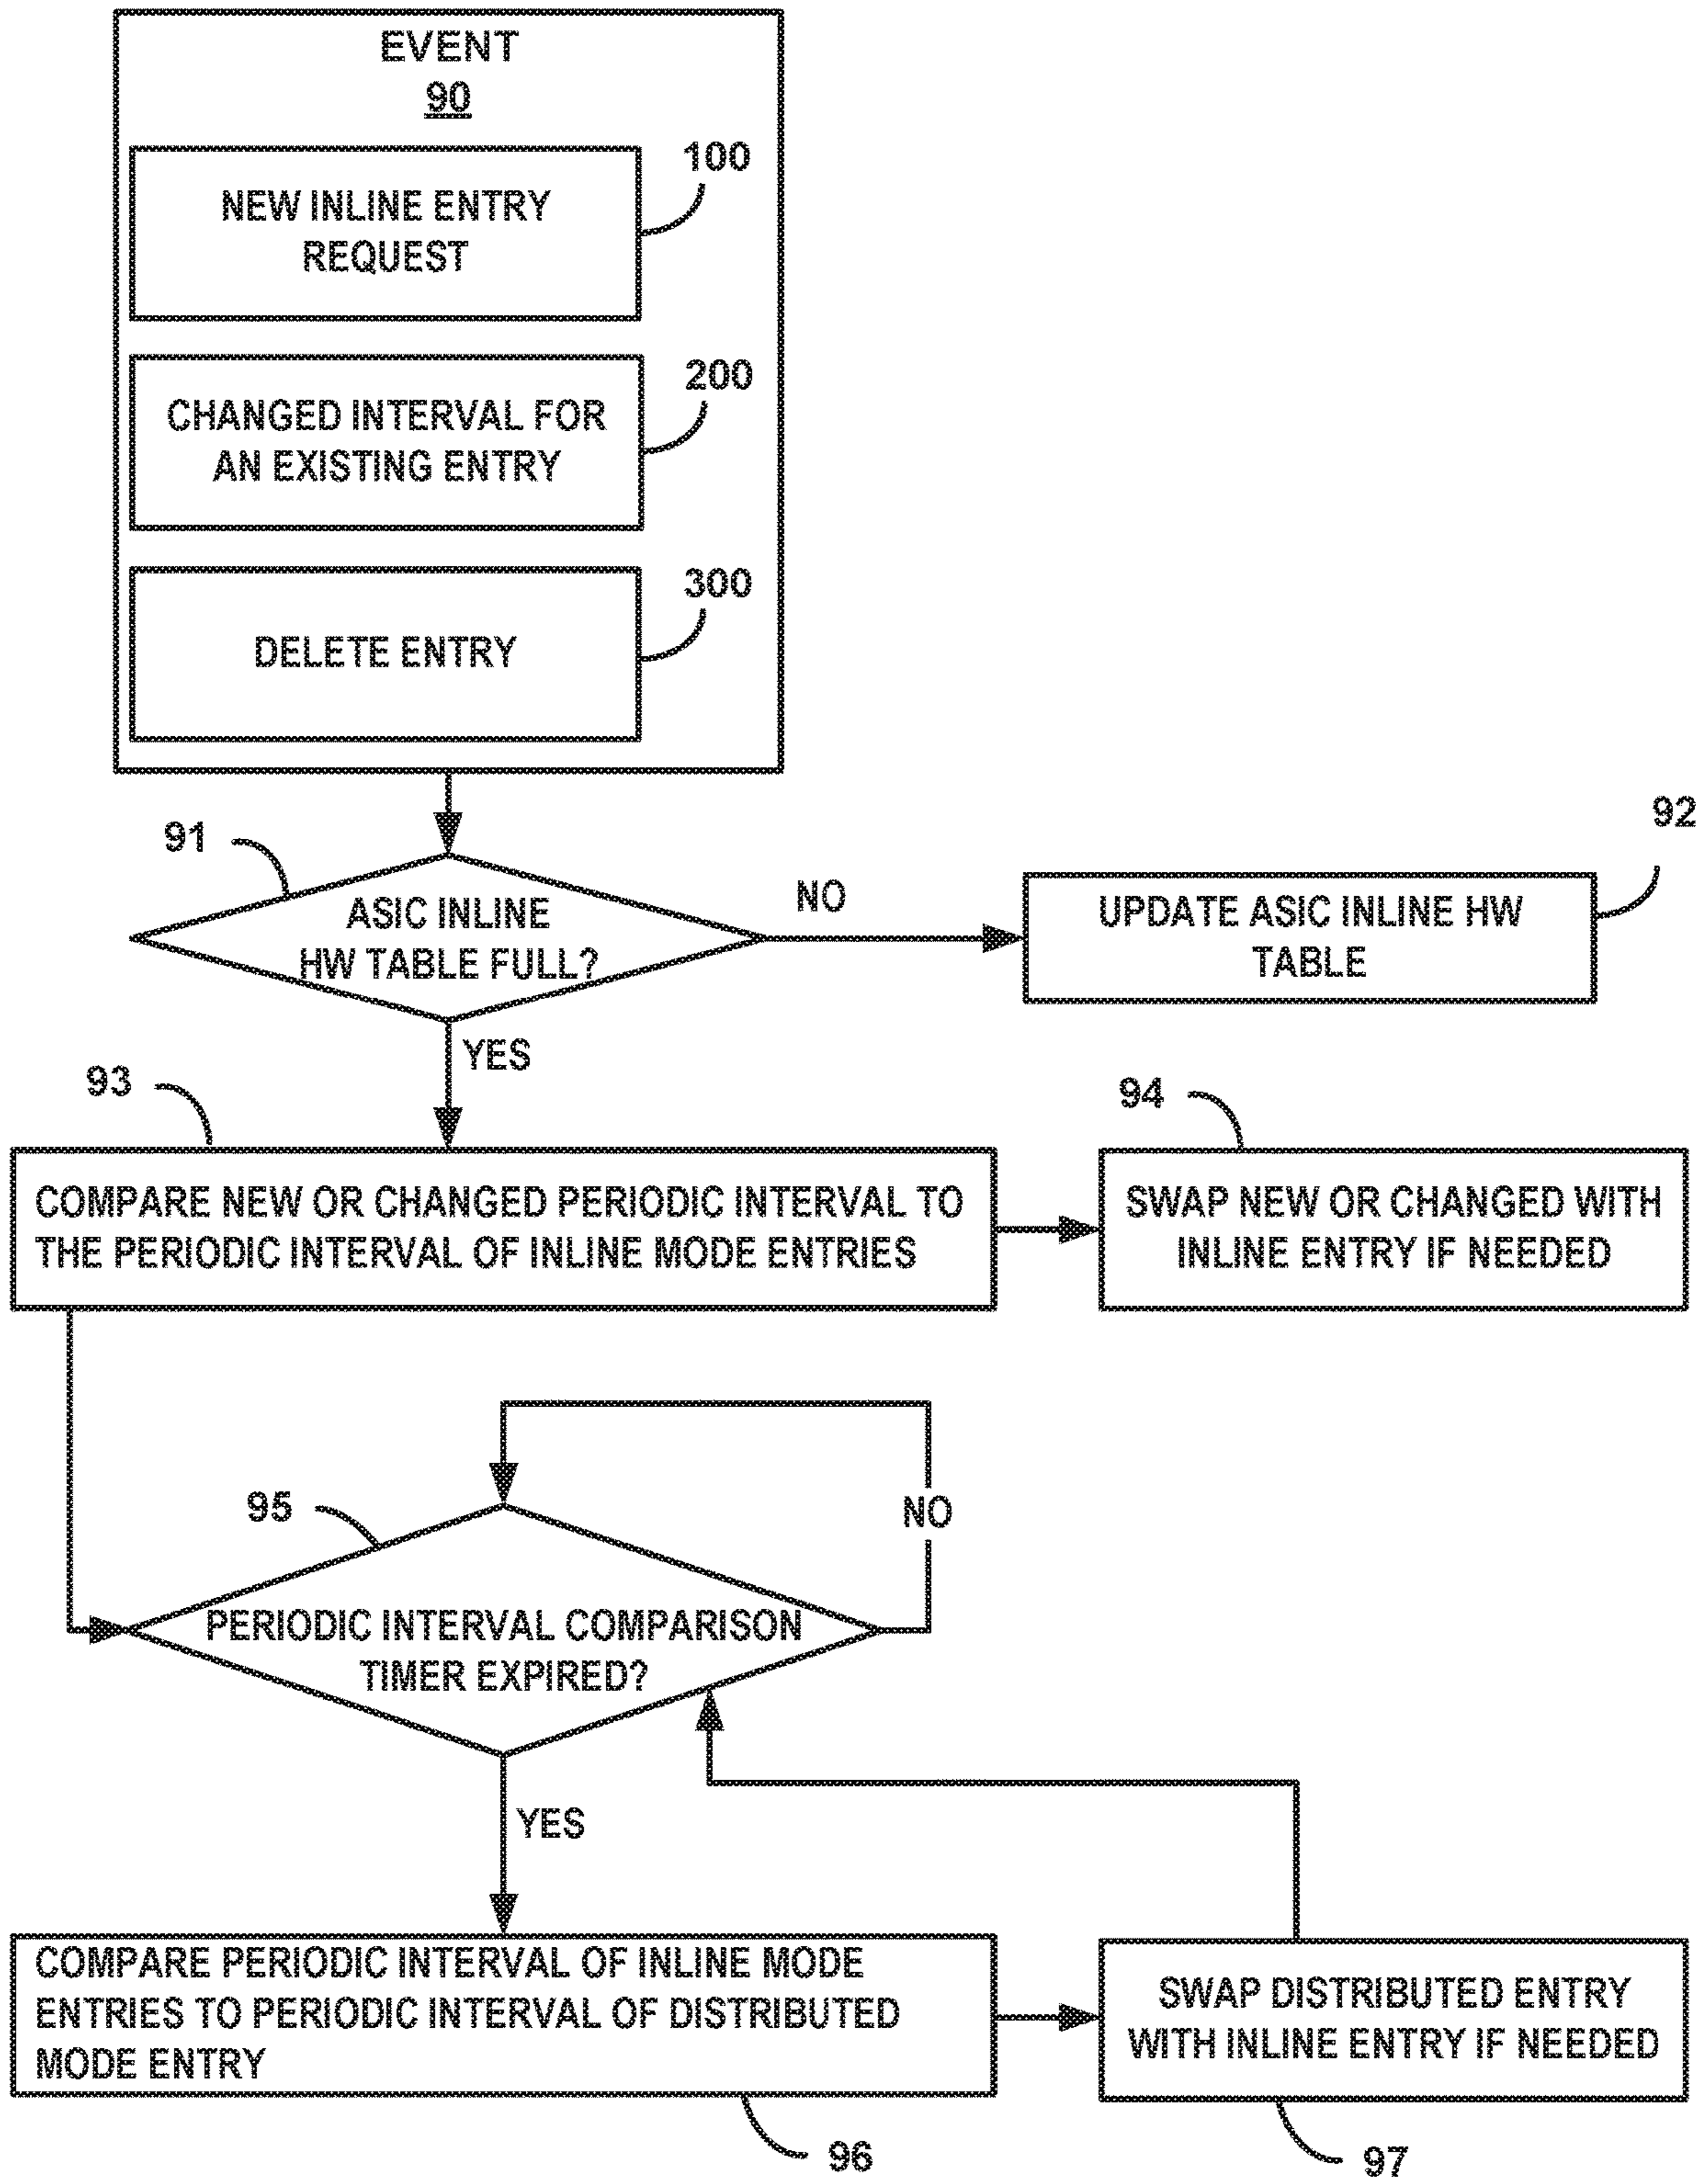 EVENT
90
100
NEW INLINE ENTRY
REQUEST
200
CHANGED INTERVAL FOR
AN EXISTING ENTRY
300
DELETE ENTRY
91
ASIC INLINE
HW TABLE FULL?
NO
92
UPDATE ASIC INLINE HW
TABLE
YES
93
COMPARE NEW OR CHANGED PERIODIC INTERVAL TO
THE PERIODIC INTERVAL OF INLINE MODE ENTRIES
94
SWAP NEW OR CHANGED WITH
INLINE ENTRY IF NEEDED
95
NO
PERIODIC INTERVAL COMPARISON
TIMER EXPIRED?
YES
COMPARE PERIODIC INTERVAL OF INLINE MODE
ENTRIES TO PERIODIC INTERVAL OF DISTRIBUTED
MODE ENTRY
96
SWAP DISTRIBUTED ENTRY
WITH INLINE ENTRY IF NEEDED
97